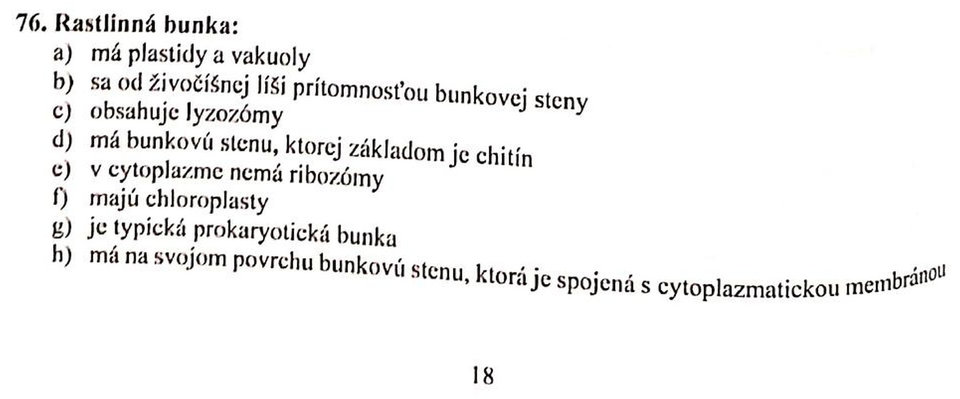 76. Rastlinná bunka:
a) má plastidy a vakuoly
b) sa od živočíšnej líši prítomnosťou bunkovej steny
c) obsahuje lyzozómy
d) má bunkovú stenu, ktorej základom je chitín
e) v cytoplazme nemá ribozómy
f) majú chloroplasty
g) je typická prokaryotická bunka
h) má na svojom povrchu bunkovú stenu, ktorá je spojená s cytoplazmatickou membránou
18